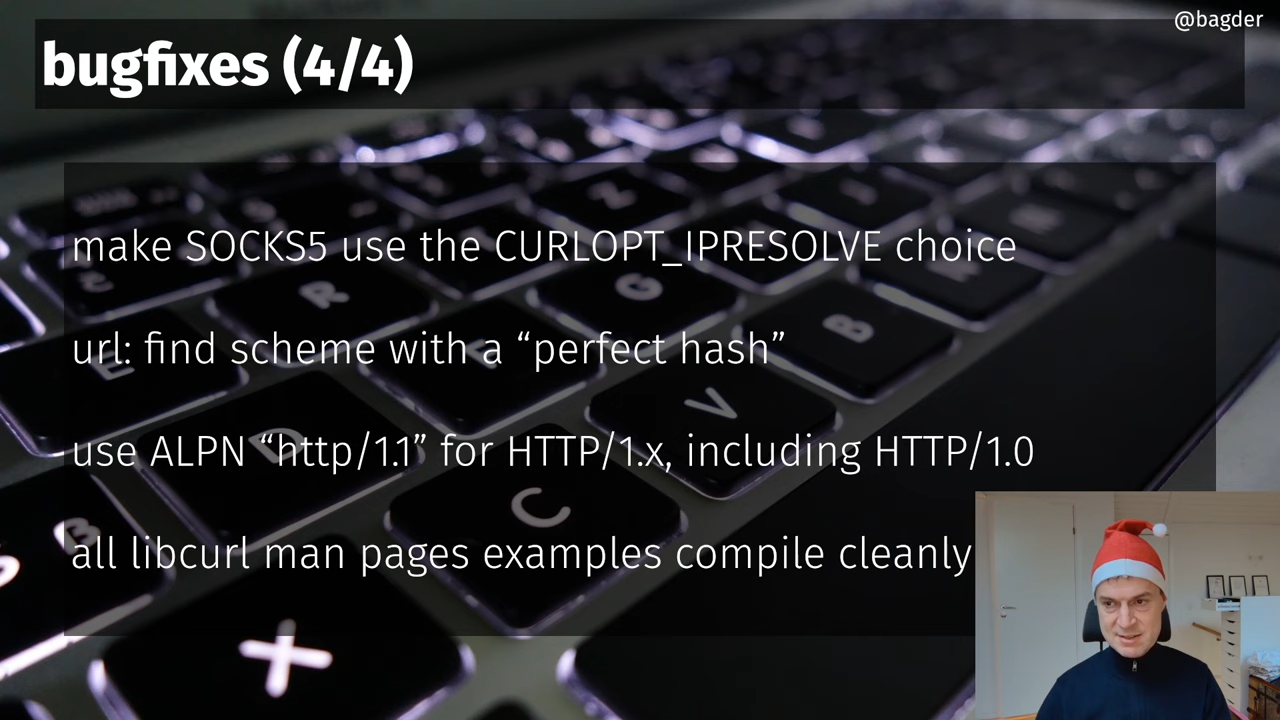 @bagder
bugfixes (4/4)
make SOCKS5 use the CURLOPT_IPRESOLVE choice
url: find scheme with a “perfect hash”
use ALPN “http/1.1” for HTTP/1.x, including HTTP/1.0
all libcurl man pages examples compile cleanly
R
G
B
E
D
V
C
B
X